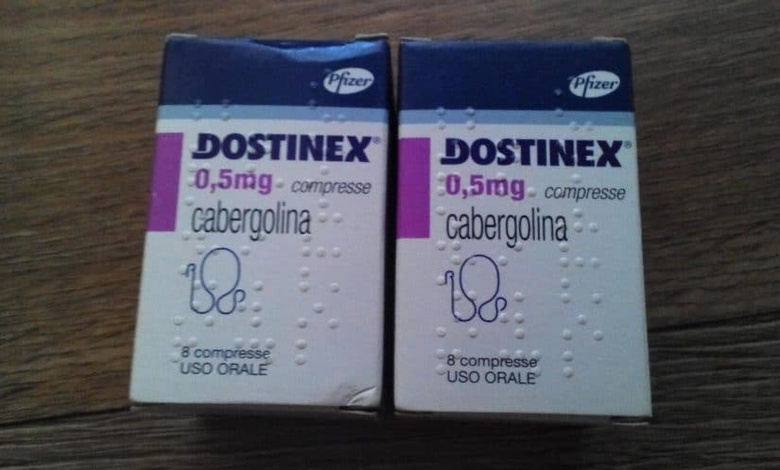 Pfizer
DOSTINEX®
0,5mg compresse
cabergolina
8 compresse
USO ORALE
Pfizer
DOSTINEX®
0,5mg compresse
cabergolina
8 compresse
USO ORALE